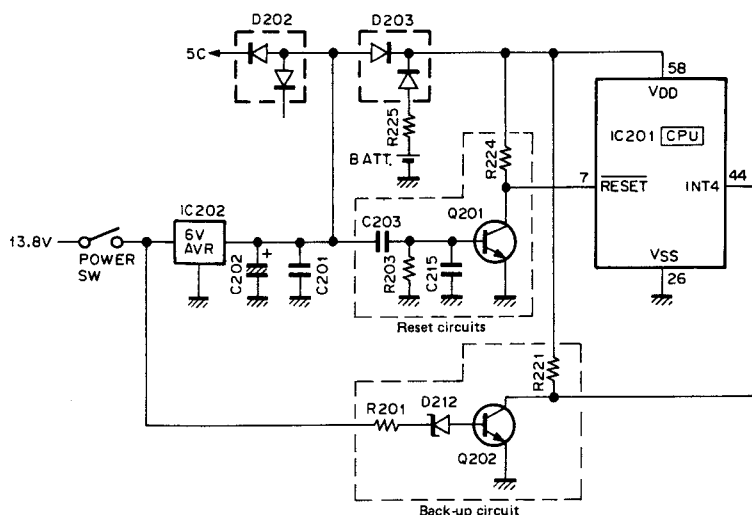 D202
D203
5C
58
VDD
IC201 CPU
R225
BATT.
R224
7
RESET
INT4
44
IC202
C203
Q201
13.8V
6V
AVR
POWER
SW
C202
+
C201
R203
C215
VSS
26
Reset circuits
R221
R201
D212
Q202
Back-up circuit